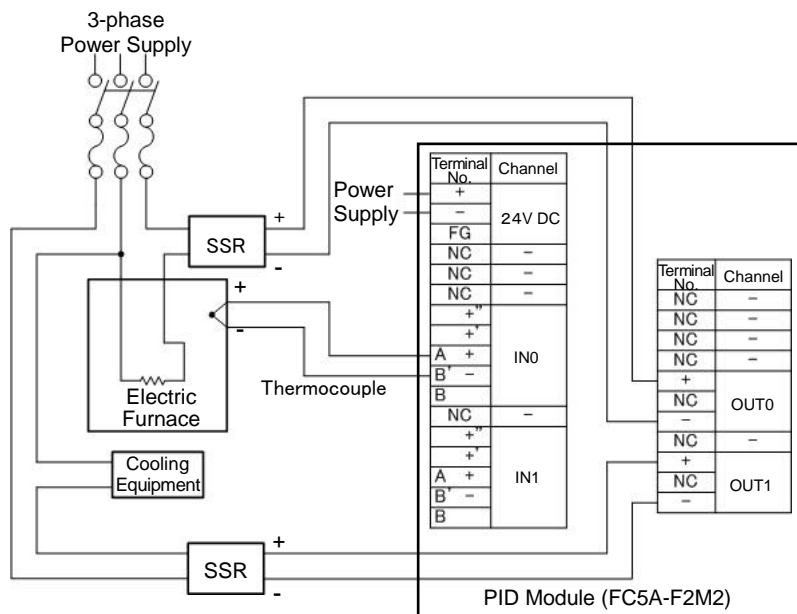 3-phase
Power Supply
+
SSR
-
Power
Supply
Electric
Furnace
+
-
Thermocouple
Cooling
Equipment
+
SSR
-
Terminal No. Channel
+
- 24V DC
FG
NC -
NC -
NC -
+"
+'
A + IN0
B' -
B
NC -
+"
+'
A + IN1
B' -
B
Terminal No. Channel
NC -
NC -
NC -
NC -
+
NC OUT0
-
NC -
+
NC OUT1
-
PID Module (FC5A-F2M2)